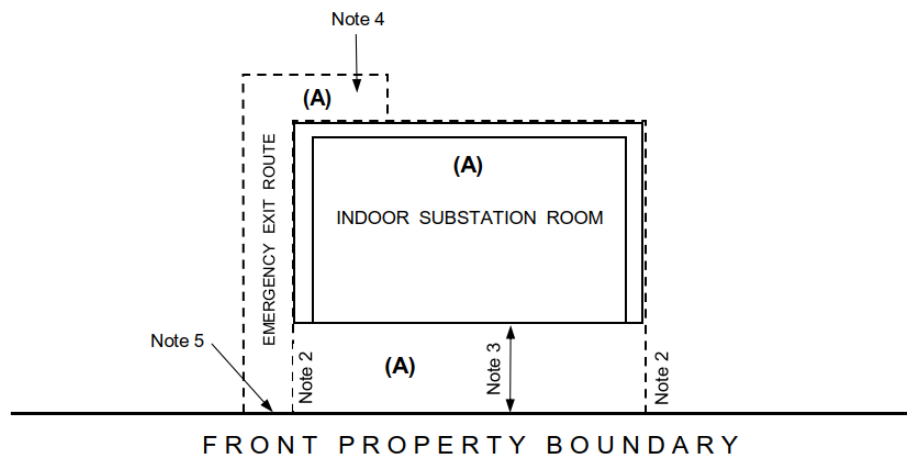 Note 4
(A)
EMERGENCY EXIT ROUTE
(A)
INDOOR SUBSTATION ROOM
Note 5
Note 2
(A)
Note 3
Note 2
FRONT PROPERTY BOUNDARY